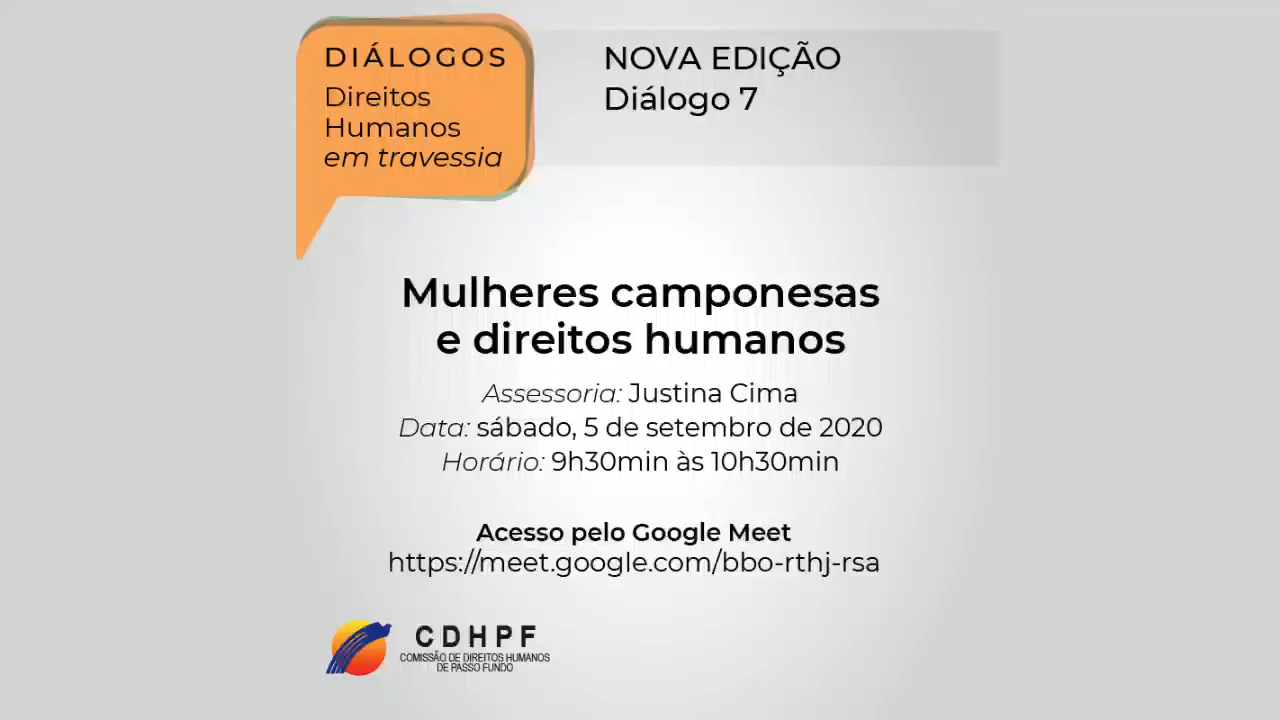 DIÁLOGOS
Direitos
Humanos
em travessia
NOVA EDIÇÃO
Diálogo 7
Mulheres camponesas
e direitos humanos
Assessoria: Justina Cima
Data: sábado, 5 de setembro de 2020
Horário: 9h30min às 10h30min
Acesso pelo Google Meet
https://meet.google.com/bbo-rthj-rsa
CDHPF
COMISSÃO DE DIREITOS HUMANOS
DE PASSO FUNDO